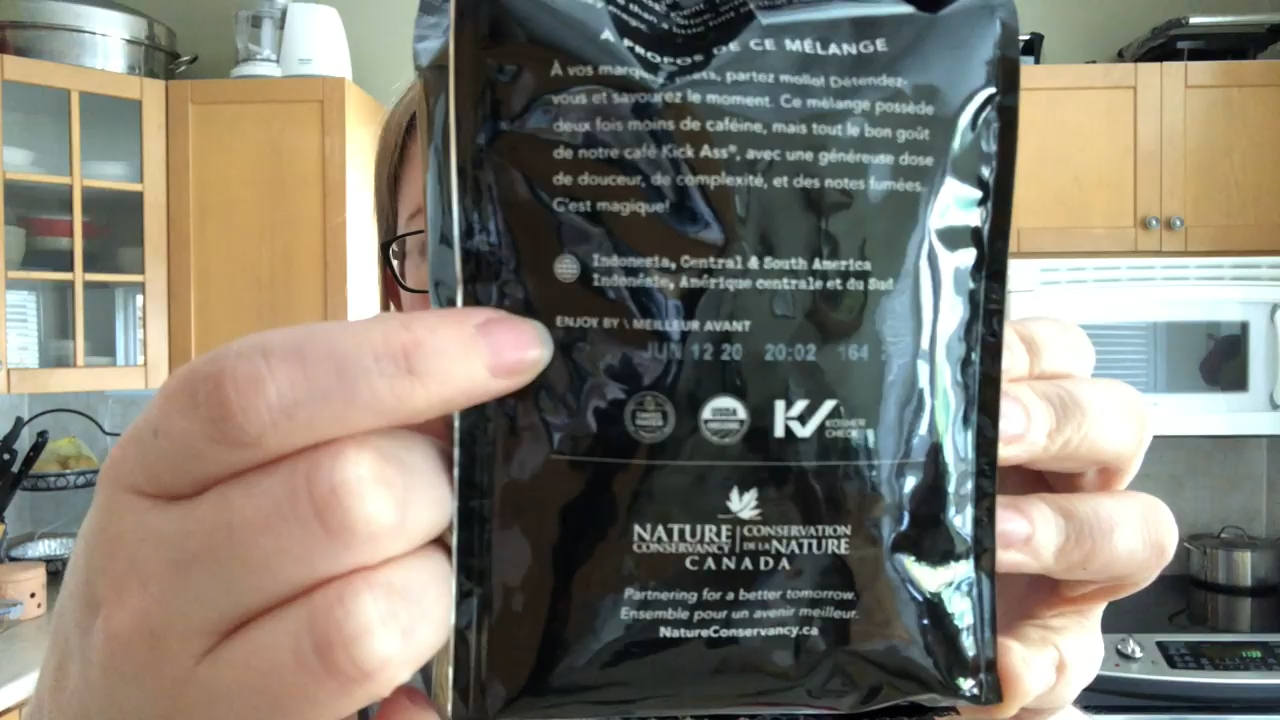 À PROPOS DE CE MÉLANGE
À vos marques, prêts, partez mollo! Détendez-
vous et savourez le moment. Ce mélange possède
deux fois moins de caféine, mais tout le bon goût
de notre café Kick Ass®, avec une généreuse dose
de douceur, de complexité, et des notes fumées.
C'est magique!
Indonesia, Central & South America
Indonésie, Amérique centrale et du Sud
ENJOY BY \ MEILLEUR AVANT
JUN 12 20 20:02 164
KOSHER
CHECK
NATURE CONSERVATION
CONSERVANCY DE LA NATURE
CANADA
Partnering for a better tomorrow.
Ensemble pour un avenir meilleur.
NatureConservancy.ca